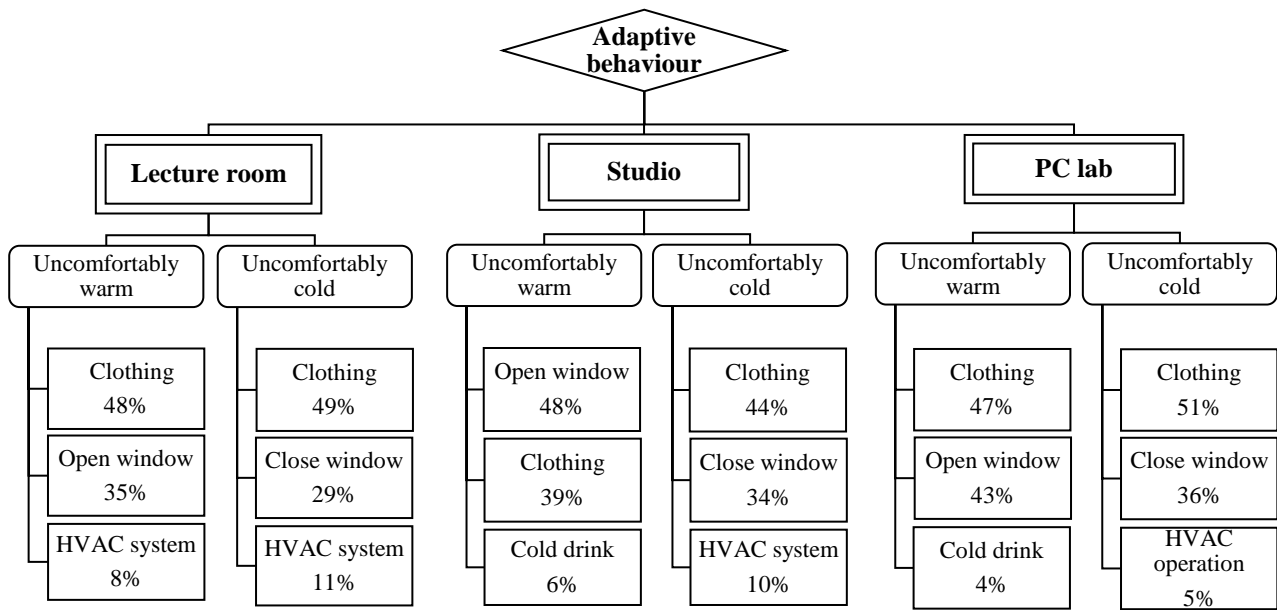 Adaptive
behaviour
Lecture room
Studio
PC lab
Uncomfortably
warm
Uncomfortably
cold
Uncomfortably
warm
Uncomfortably
cold
Uncomfortably
warm
Uncomfortably
cold
Clothing
48%
Open window
35%
HVAC system
8%
Clothing
49%
Close window
29%
HVAC system
11%
Open window
48%
Clothing
39%
Cold drink
6%
Clothing
44%
Close window
34%
HVAC system
10%
Clothing
47%
Open window
43%
Cold drink
4%
Clothing
51%
Close window
36%
HVAC
operation
5%